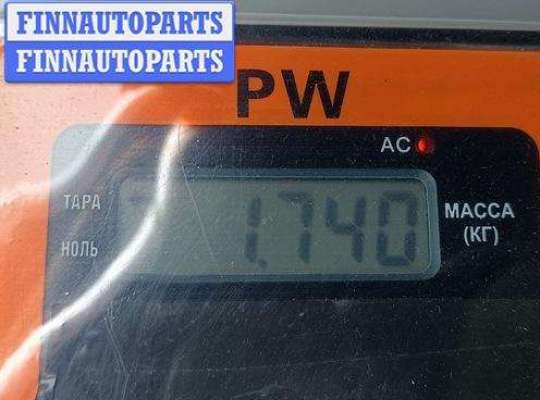 FINNAUTOPARTS
FINNAUTOPARTS
PW
AC
ТАРА
1.740
МАССА
(КГ)
НОЛЬ